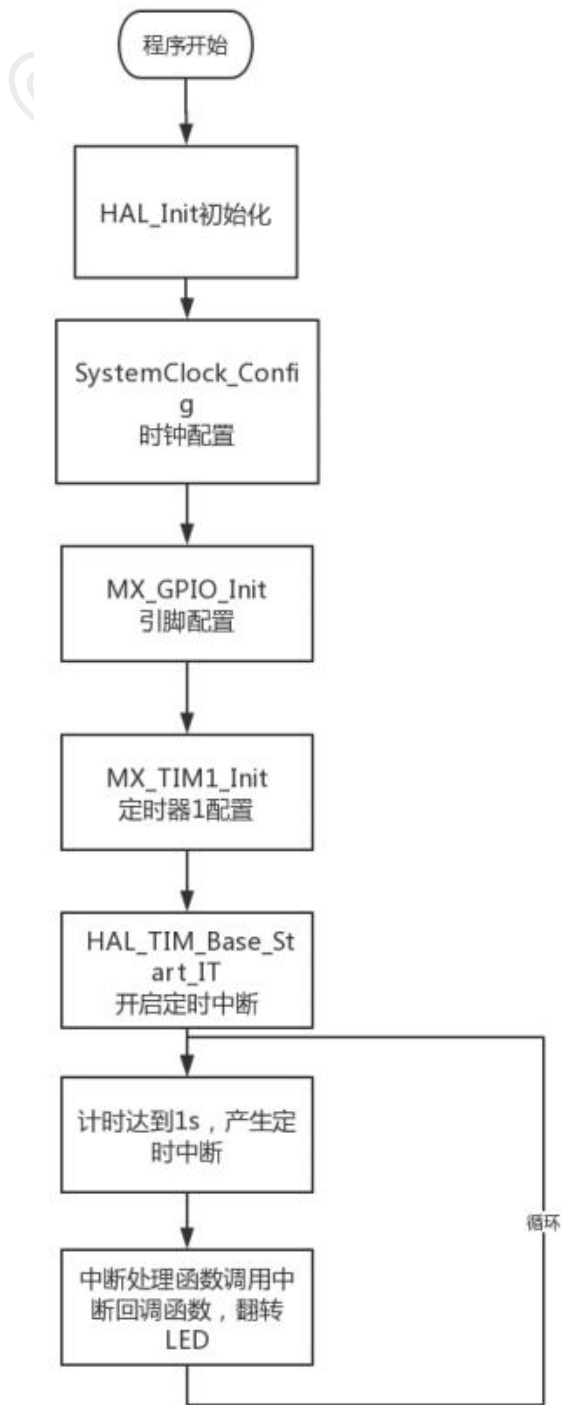 程序开始
HAL_Init初始化
SystemClock_Confi
g
时钟配置
MX_GPIO_Init
引脚配置
MX_TIM1_Init
定时器1配置
HAL_TIM_Base_St
art_IT
开启定时中断
计时达到1s，产生定
时中断
循环
中断处理函数调用中
断回调函数，翻转
LED